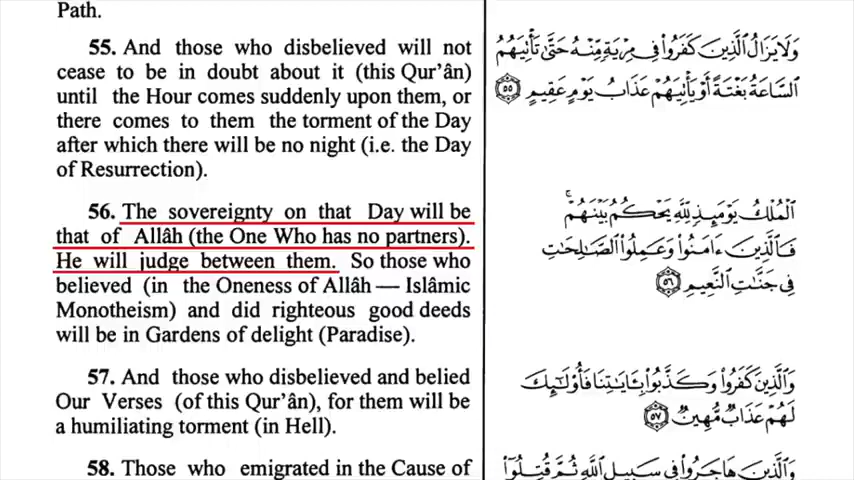 Path.
55. And those who disbelieved will not
cease to be in doubt about it (this Qur'ân)
until the Hour comes suddenly upon them, or
there comes to them the torment of the Day
after which there will be no night (i.e. the Day
of Resurrection).
56. The sovereignty on that Day will be
that of Allâh (the One Who has no partners).
He will judge between them. So those who
believed (in the Oneness of Allâh — Islâmic
Monotheism) and did righteous good deeds
will be in Gardens of delight (Paradise).
57. And those who disbelieved and belied
Our Verses (of this Qur'ân), for them will be
a humiliating torment (in Hell).
58. Those who emigrated in the Cause of
وَلَا يَزَالُ ٱلَّذِينَ كَفَرُوا۟ فِى مِرْيَةٍ مِّنْهُ حَتَّىٰ تَأْتِيَهُمُ
ٱلسَّاعَةُ بَغْتَةً أَوْ يَأْتِيَهُمْ عَذَابُ يَوْمٍ عَقِيمٍ ٥٥
ٱلْمُلْكُ يَوْمَئِذٍ لِّلَّهِ يَحْكُمُ بَيْنَهُمْ ۚ
فَٱلَّذِينَ ءَامَنُوا۟ وَعَمِلُوا۟ ٱلصَّٰلِحَٰتِ
فِى جَنَّٰتِ ٱلنَّعِيمِ ٥٦
وَٱلَّذِينَ كَفَرُوا۟ وَكَذَّبُوا۟ بِـَٔايَٰتِنَا فَأُو۟لَٰٓئِكَ
لَهُمْ عَذَابٌ مُّهِينٌ ٥٧
وَٱلَّذِينَ هَاجَرُوا۟ فِى سَبِيلِ ٱللَّهِ ثُمَّ قُتِلُوٓا۟